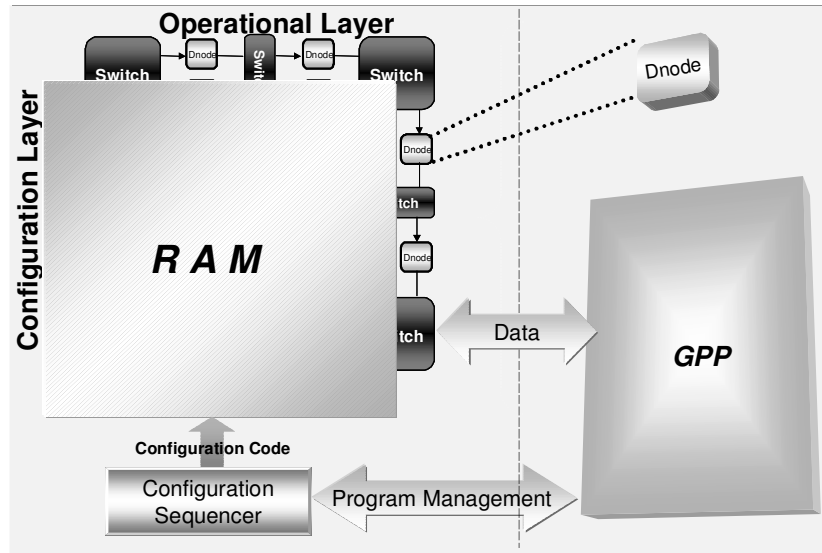 Operational Layer
Switch
Dnode
Switch
Dnode
Switch
Dnode
Dnode
tch
Dnode
tch
Configuration Layer
RAM
Data
GPP
Configuration Code
Configuration
Sequencer
Program Management